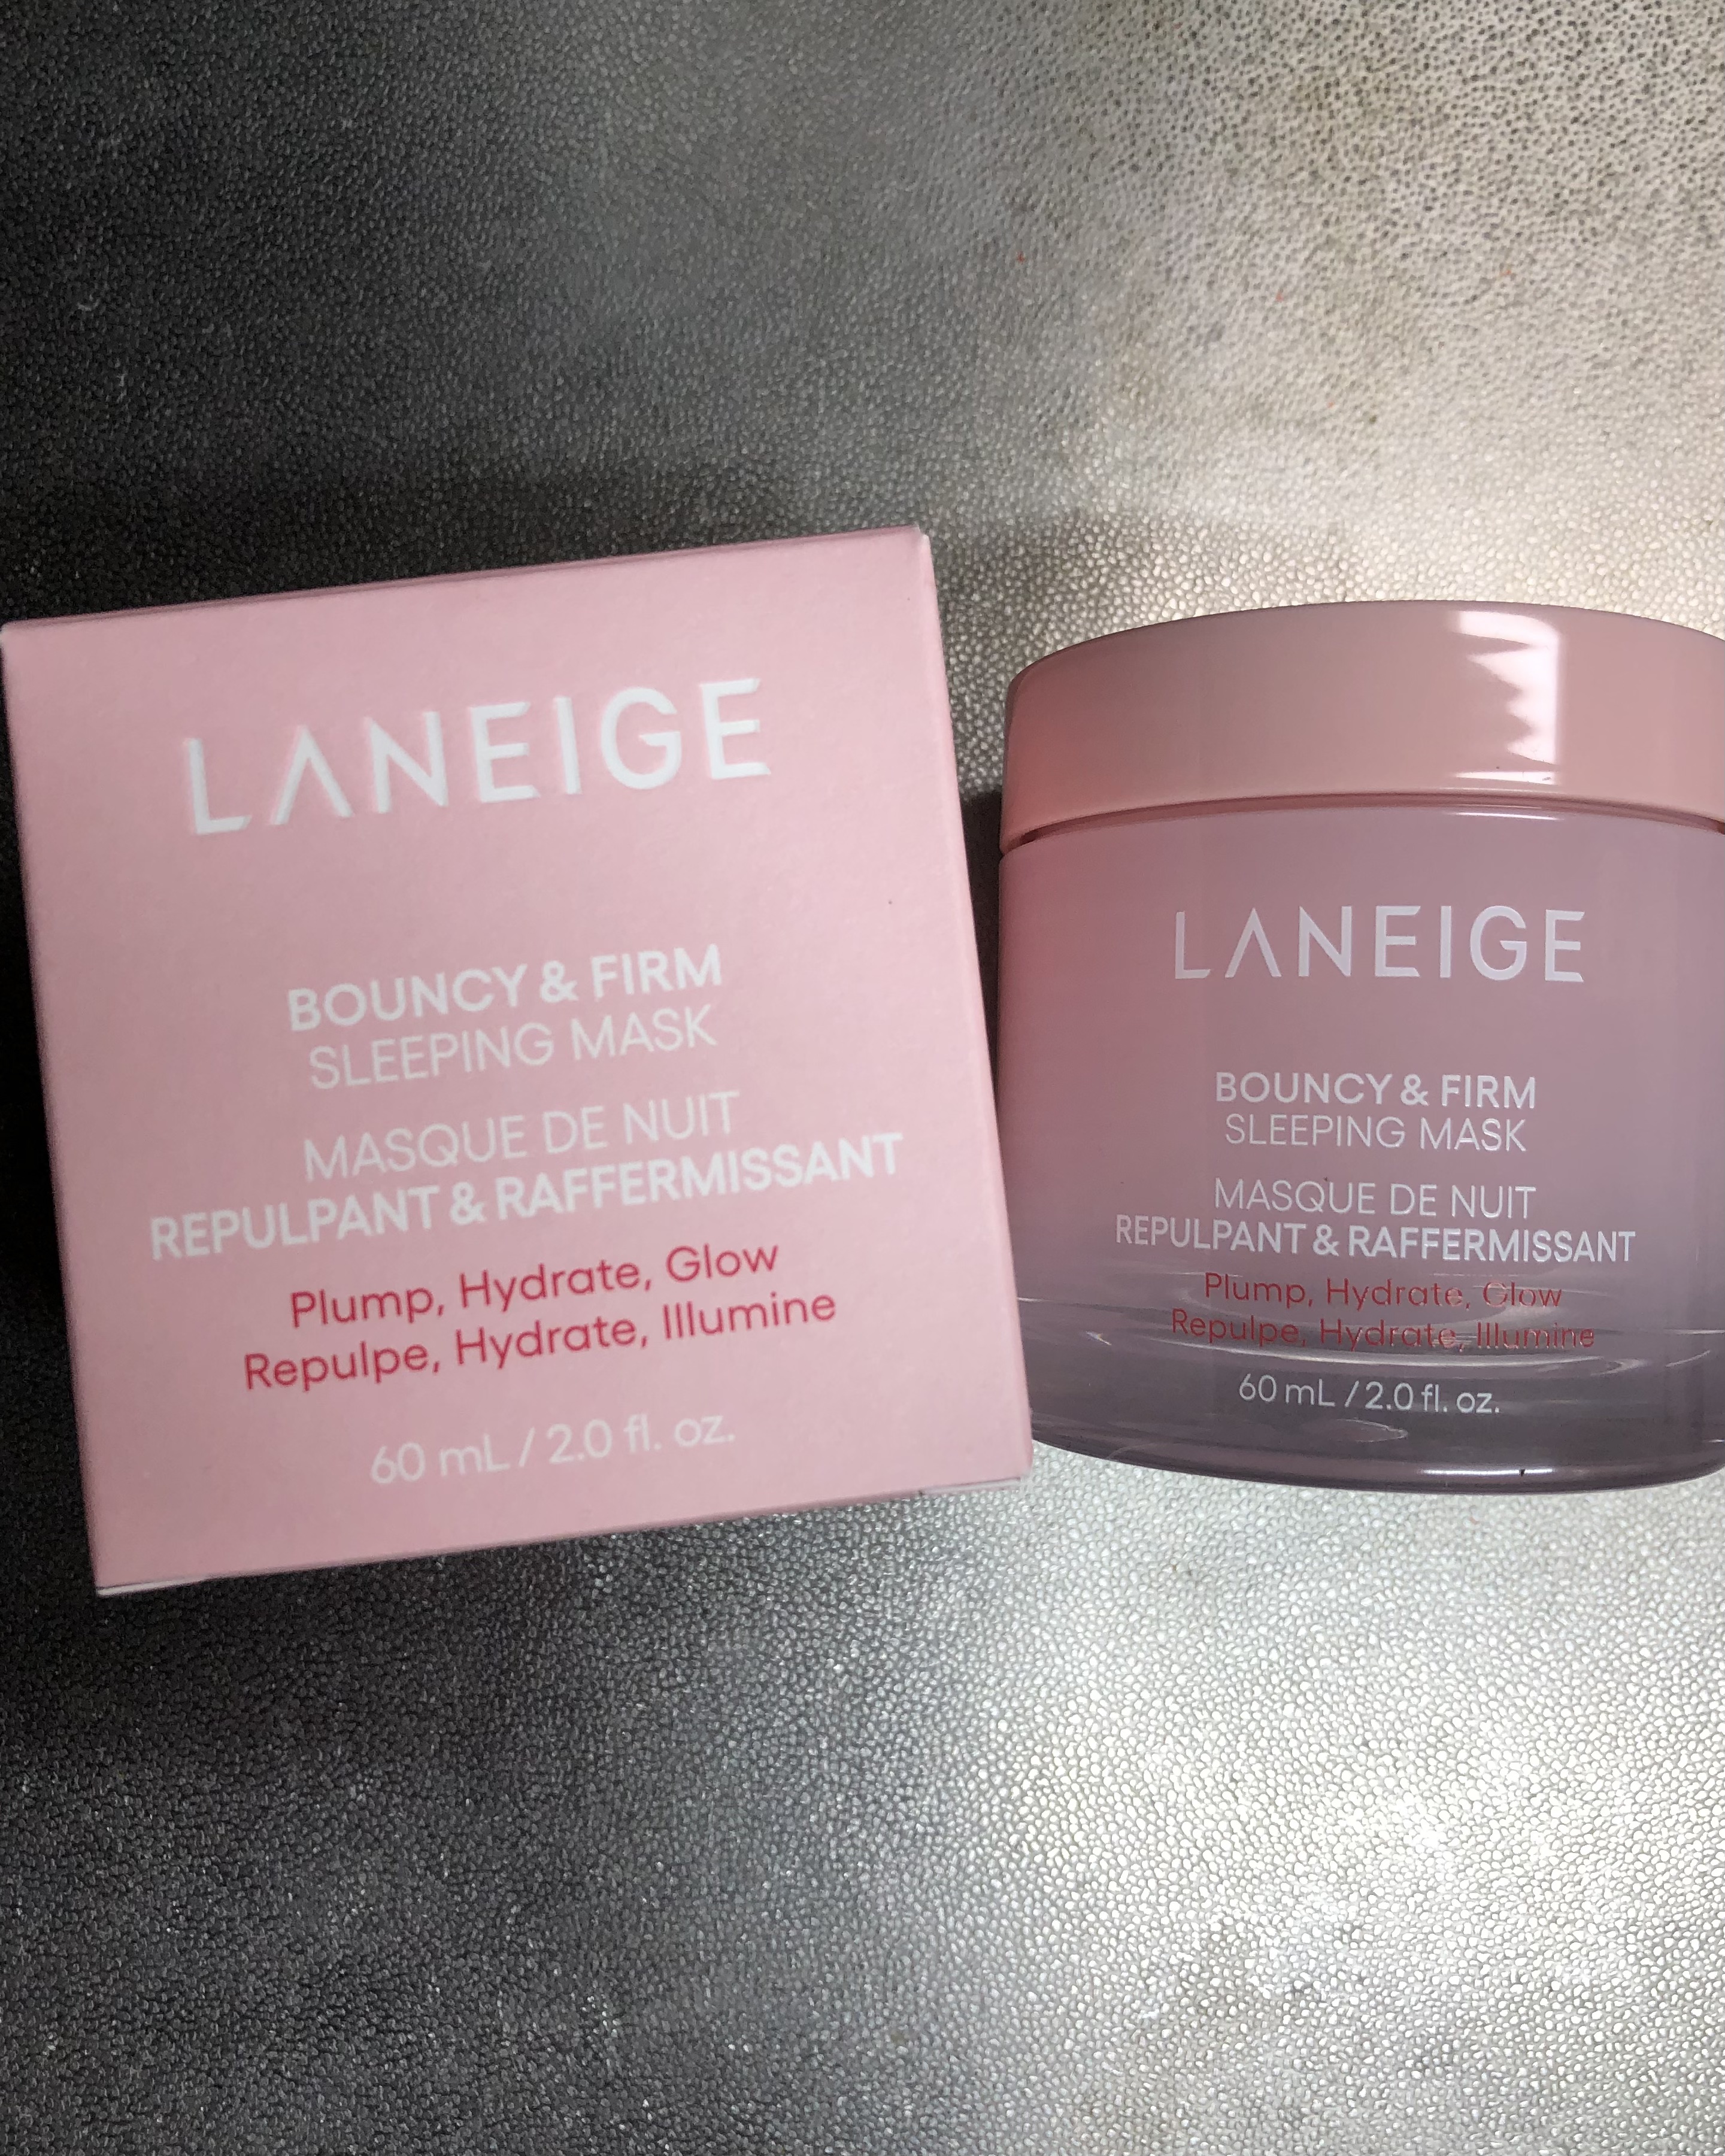 LANEIGE
BOUNCY & FIRM
SLEEPING MASK
MASQUE DE NUIT
REPULPANT & RAFFERMISSANT
Plump, Hydrate, Glow
Repulpe, Hydrate, Illumine
60 mL / 2.0 fl. oz.
LANEIGE
BOUNCY & FIRM
SLEEPING MASK
MASQUE DE NUIT
REPULPANT & RAFFERMISSANT
Plump, Hydrate, Glow
Repulpe, Hydrate, Illumine
60 mL / 2.0 fl. oz.